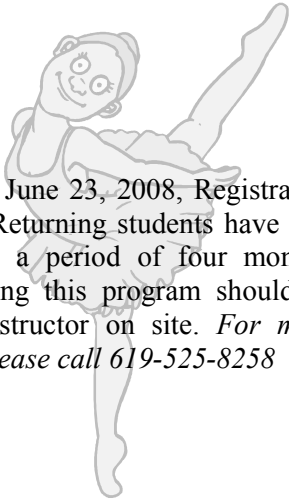 June 23, 2008, Registra
Returning students have
a period of four mon
ng this program should
structor on site. For m
ease call 619-525-8258